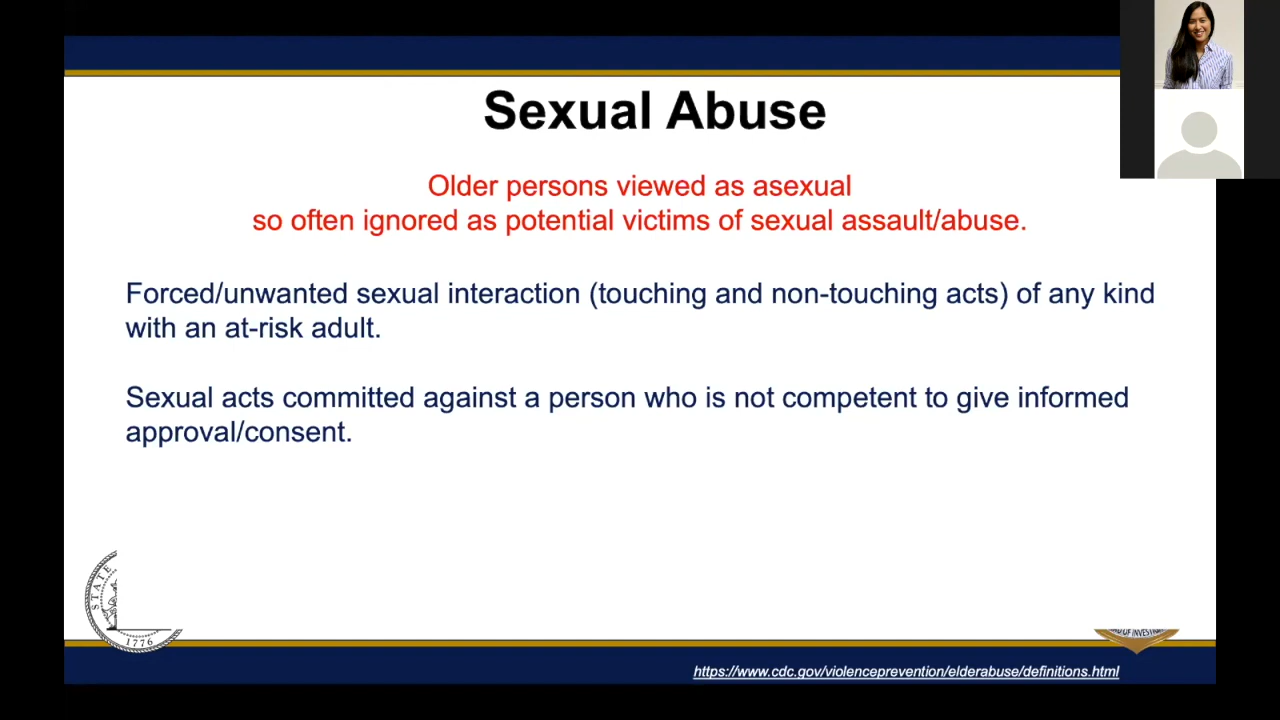 Sexual Abuse
Older persons viewed as asexual
so often ignored as potential victims of sexual assault/abuse.
Forced/unwanted sexual interaction (touching and non-touching acts) of any kind
with an at-risk adult.
Sexual acts committed against a person who is not competent to give informed
approval/consent.
STATE
1776
https://www.cdc.gov/violenceprevention/elderabuse/definitions.html